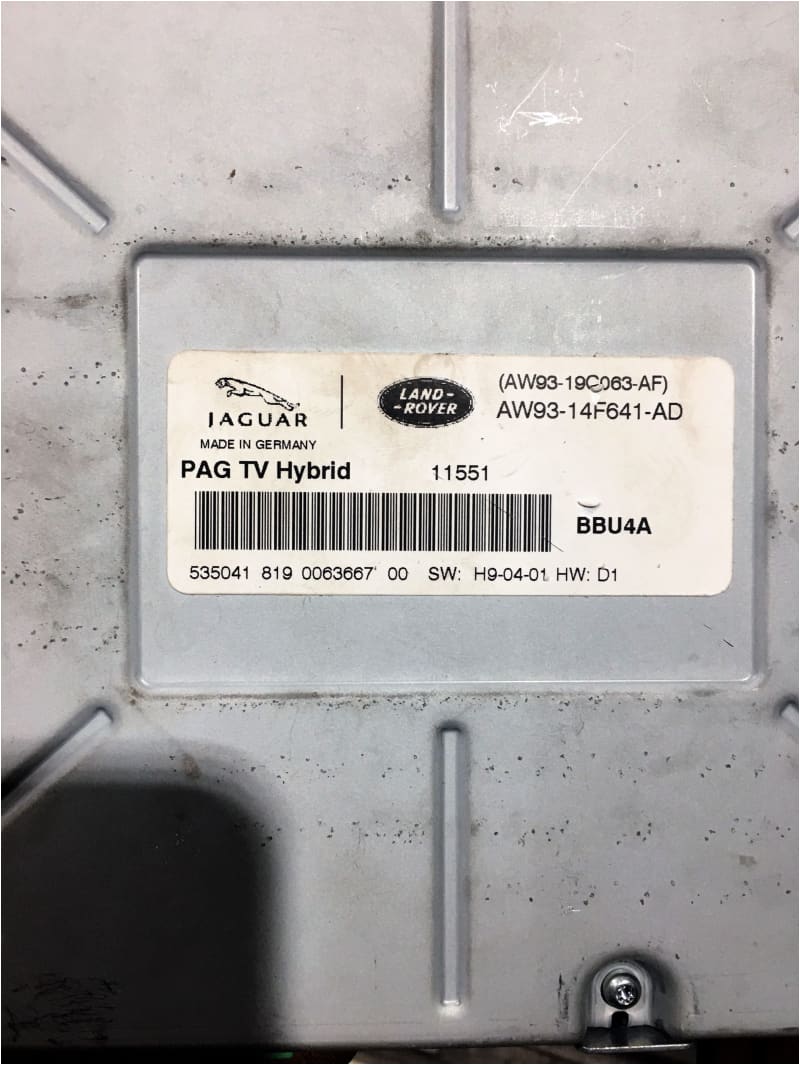 JAGUAR
LAND-
-ROVER
(AW93-19C063-AF)
AW93-14F641-AD
MADE IN GERMANY
PAG TV Hybrid 11551
BBU4A
535041 819 0063667 00 SW: H9-04-01 HW: D1